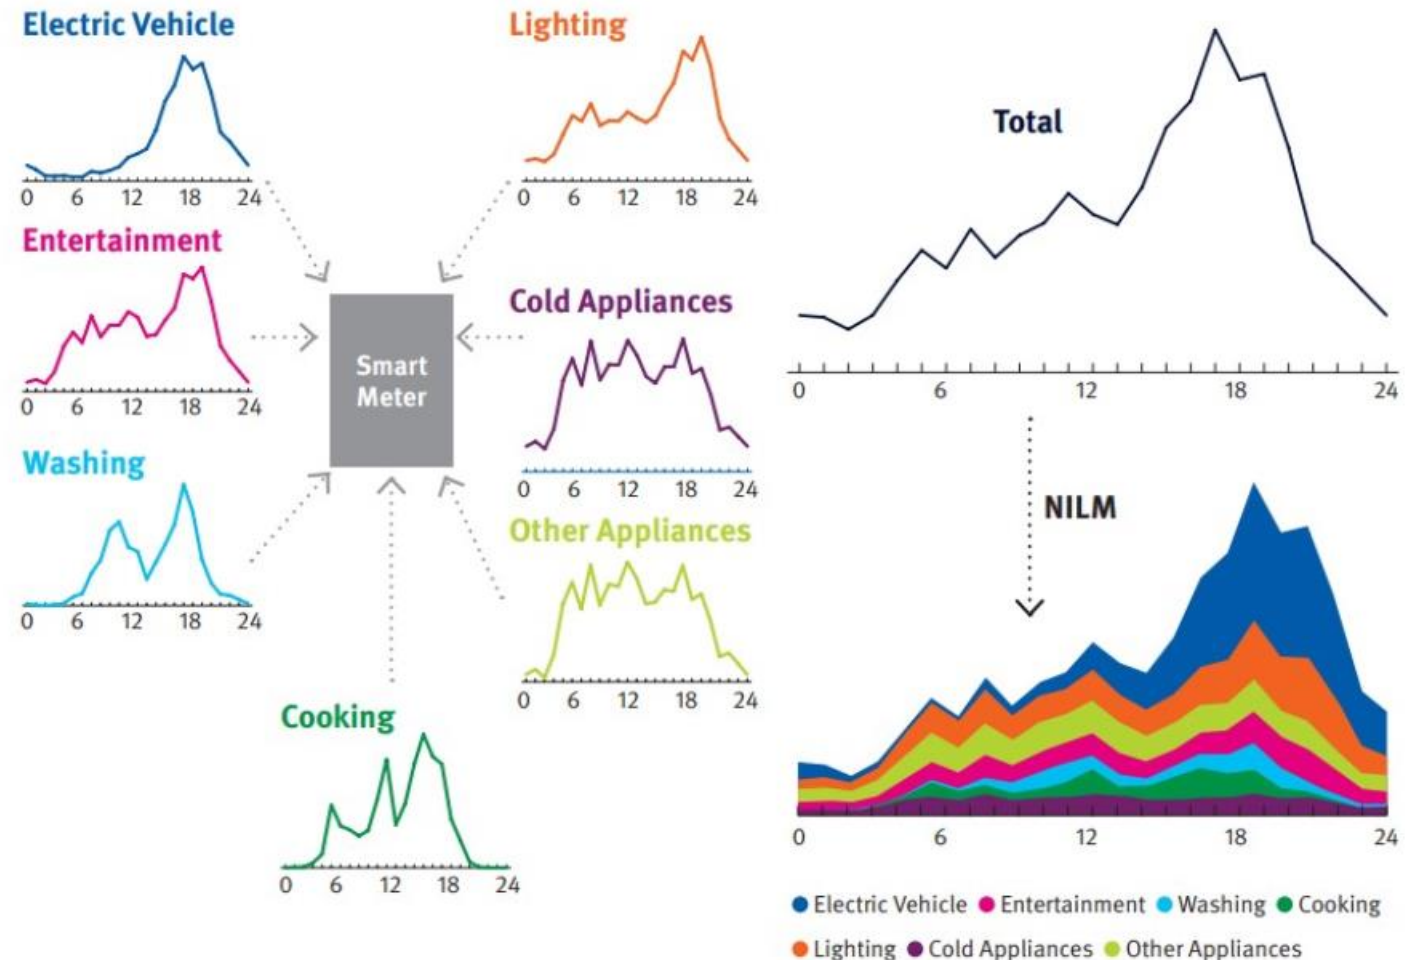 Electric Vehicle
0 6 12 18 24
Entertainment
0 6 12 18 24
Washing
0 6 12 18 24
Cooking
0 6 12 18 24
Smart
Meter
Lighting
0 6 12 18 24
Cold Appliances
0 6 12 18 24
Other Appliances
0 6 12 18 24
Total
0 6 12 18 24
NILM
0 6 12 18 24
Electric Vehicle Entertainment Washing Cooking
Lighting Cold Appliances Other Appliances